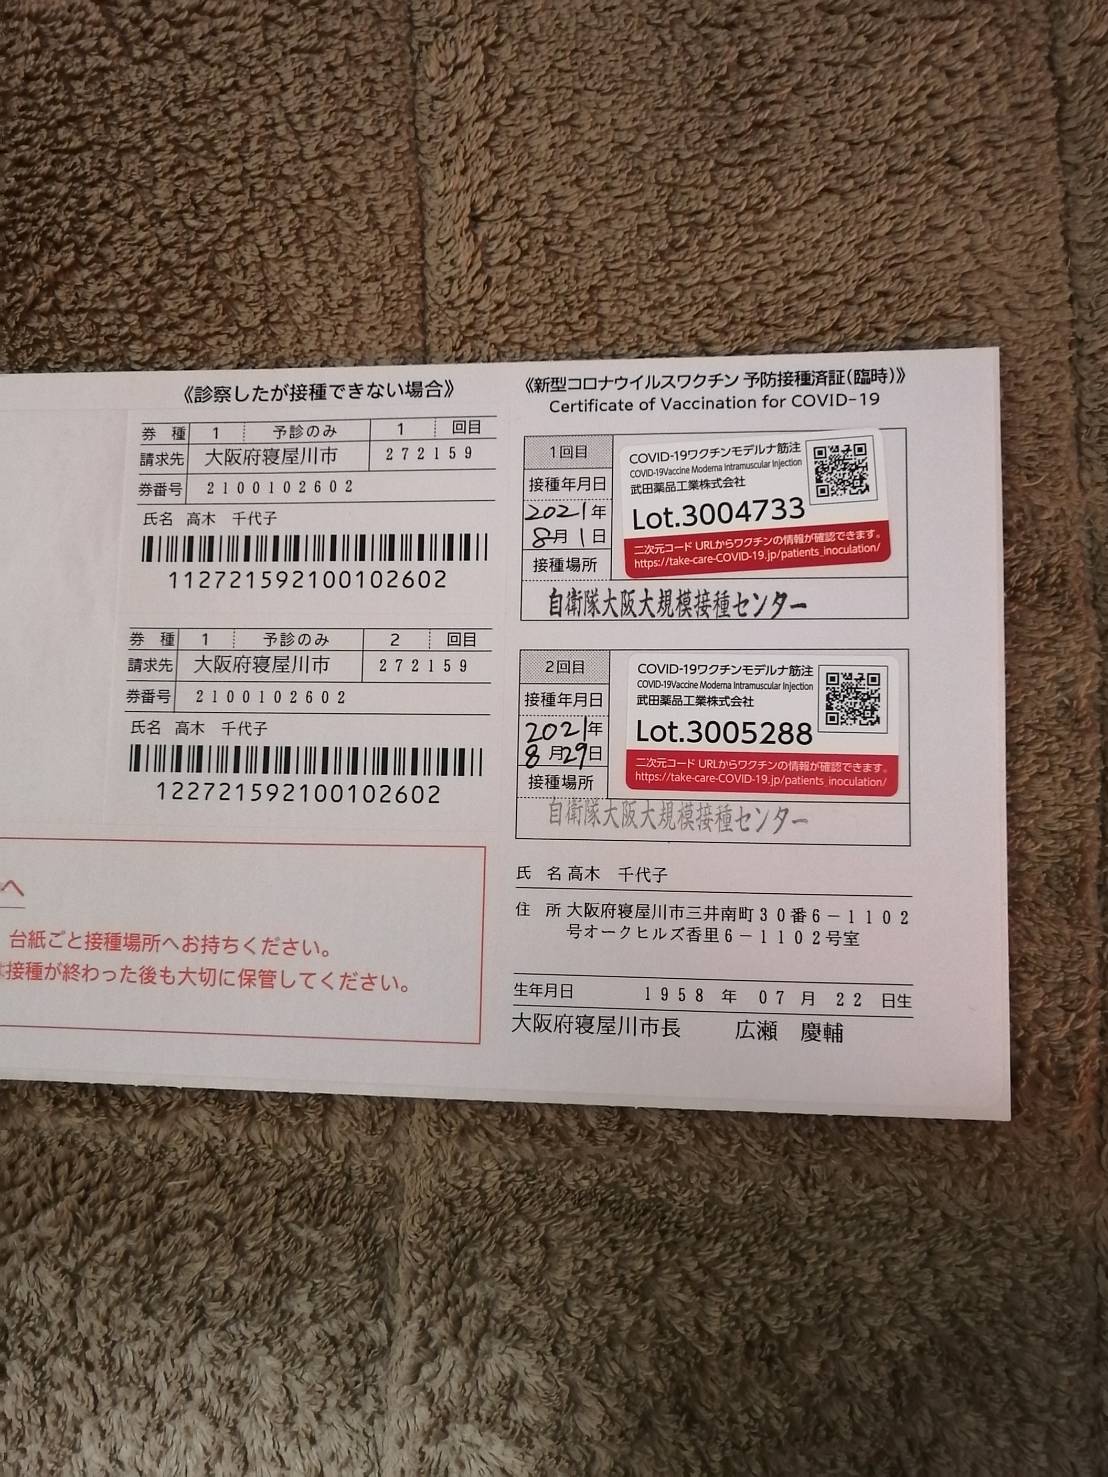 《診察したが接種できない場合》
券 種 1 予診のみ 1 回目
請求先 大阪府寝屋川市 272159
券番号 2100102602
氏名 高木 千代子
112721592100102602
券 種 1 予診のみ 2 回目
請求先 大阪府寝屋川市 272159
券番号 2100102602
氏名 高木 千代子
122721592100102602
へ
台紙ごと接種場所へお持ちください。
接種が終わった後も大切に保管してください。
《新型コロナウイルスワクチン 予防接種済証(臨時)》
Certificate of Vaccination for COVID-19
1回目
接種年月日
2021年
8月1日
接種場所
COVID-19ワクチンモデルナ筋注
COVID-19Vaccine Moderna Intramuscular Injection
武田薬品工業株式会社
Lot.3004733
二次元コード URLからワクチンの情報が確認できます。
https://take-care-COVID-19.jp/patients_inoculation/
自衛隊大阪大規模接種センター
2回目
接種年月日
2021年
8月29日
接種場所
COVID-19ワクチンモデルナ筋注
COVID-19Vaccine Moderna Intramuscular Injection
武田薬品工業株式会社
Lot.3005288
二次元コード URLからワクチンの情報が確認できます。
https://take-care-COVID-19.jp/patients_inoculation/
自衛隊大阪大規模接種センター
氏 名 高木 千代子
住 所 大阪府寝屋川市三井南町30番6-1102
号オークヒルズ香里6-1102号室
生年月日 1958 年 07 月 22 日生
大阪府寝屋川市長 広瀬 慶輔